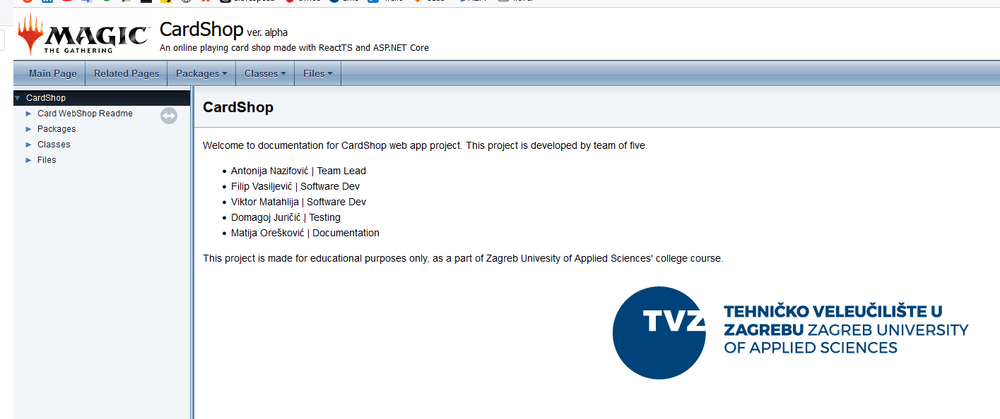 MAGIC
THE GATHERING
™
CardShop ver. alpha
An online playing card shop made with ReactTS and ASP.NET Core
Main Page Related Pages Packages Classes Files
CardShop
Card WebShop Readme
Packages
Classes
Files
CardShop
Welcome to documentation for CardShop web app project. This project is developed by team of five.
Antonija Nazifović | Team Lead
Filip Vasiljević | Software Dev
Viktor Matahlija | Software Dev
Domagoj Juričić | Testing
Matija Orešković | Documentation
This project is made for educational purposes only, as a part of Zagreb Univesity of Applied Sciences' college course.
TVZ
TEHNIČKO VELEUČILIŠTE U
ZAGREBU ZAGREB UNIVERSITY
OF APPLIED SCIENCES